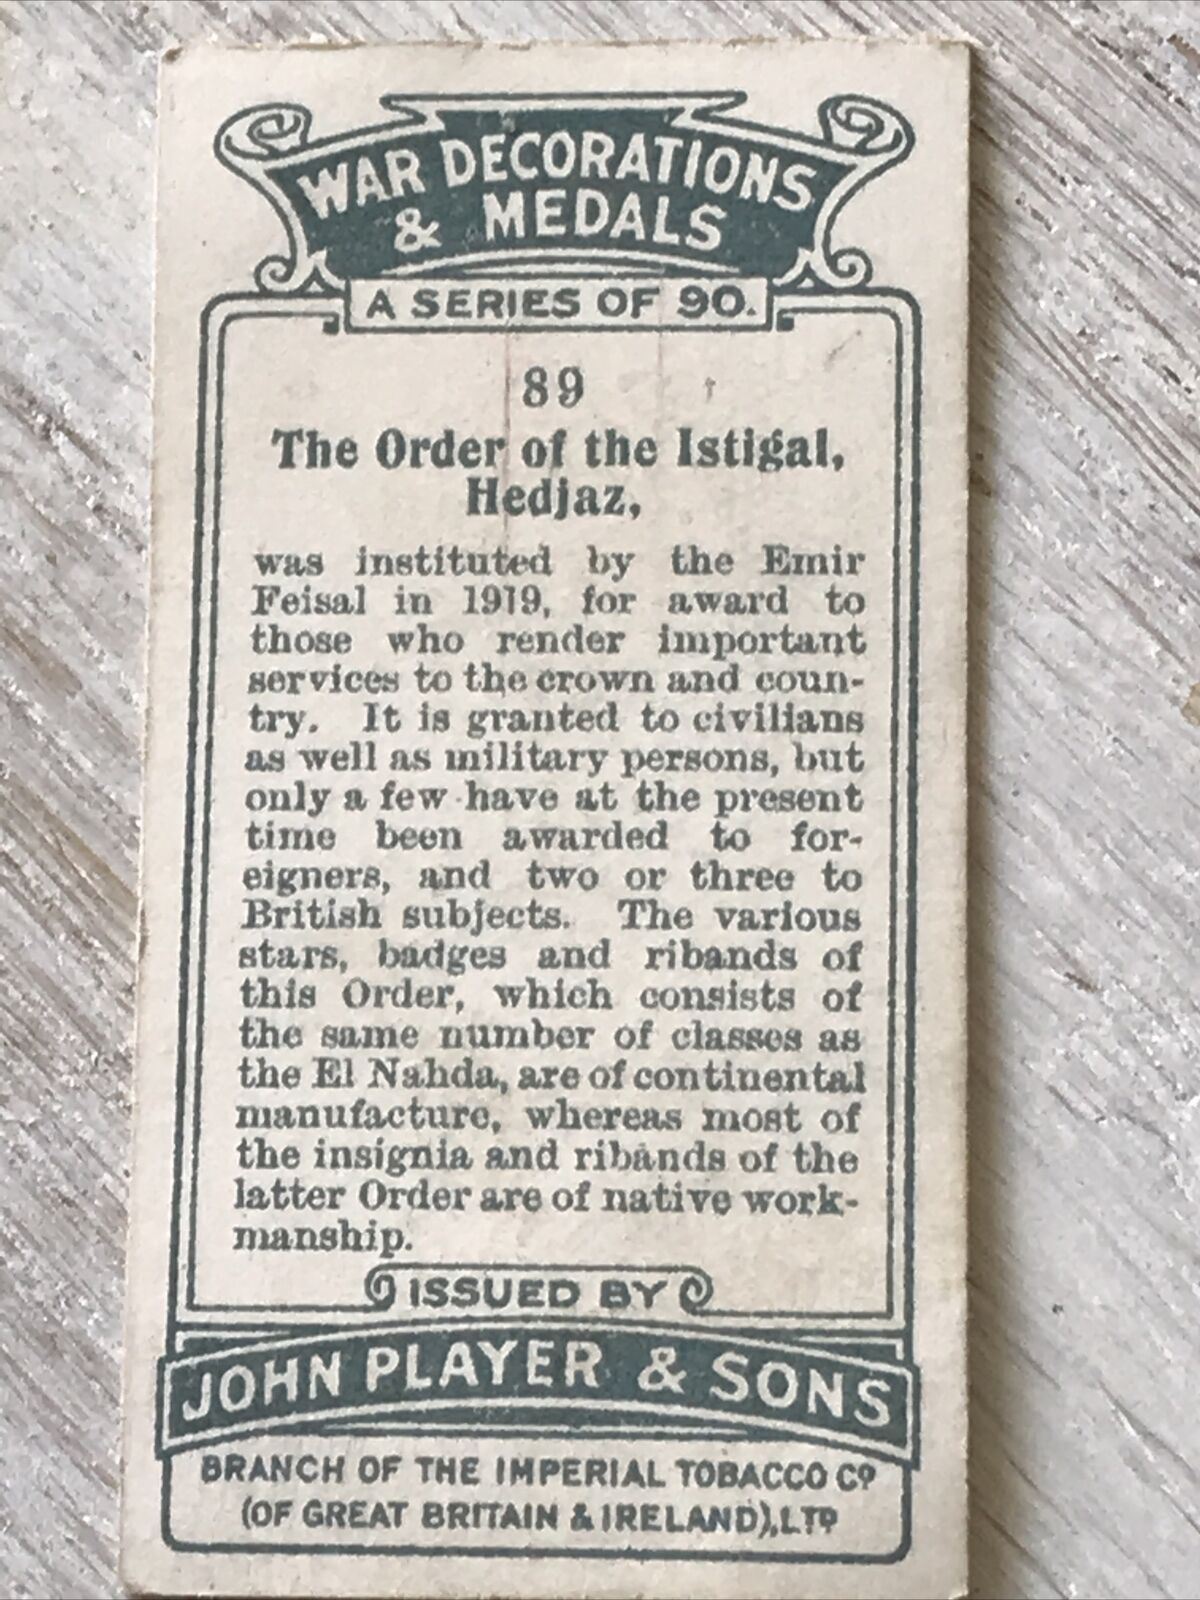 WAR DECORATIONS
& MEDALS
A SERIES OF 90.
89
The Order of the Istigal,
Hedjaz,
was instituted by the Emir
Feisal in 1919, for award to
those who render important
services to the crown and coun-
try. It is granted to civilians
as well as military persons, but
only a few have at the present
time been awarded to for-
eigners, and two or three to
British subjects. The various
stars, badges and ribands of
this Order, which consists of
the same number of classes as
the El Nahda, are of continental
manufacture, whereas most of
the insignia and ribands of the
latter Order are of native work-
manship.
ISSUED BY
JOHN PLAYER & SONS
BRANCH OF THE IMPERIAL TOBACCO CO
(OF GREAT BRITAIN & IRELAND), LTD